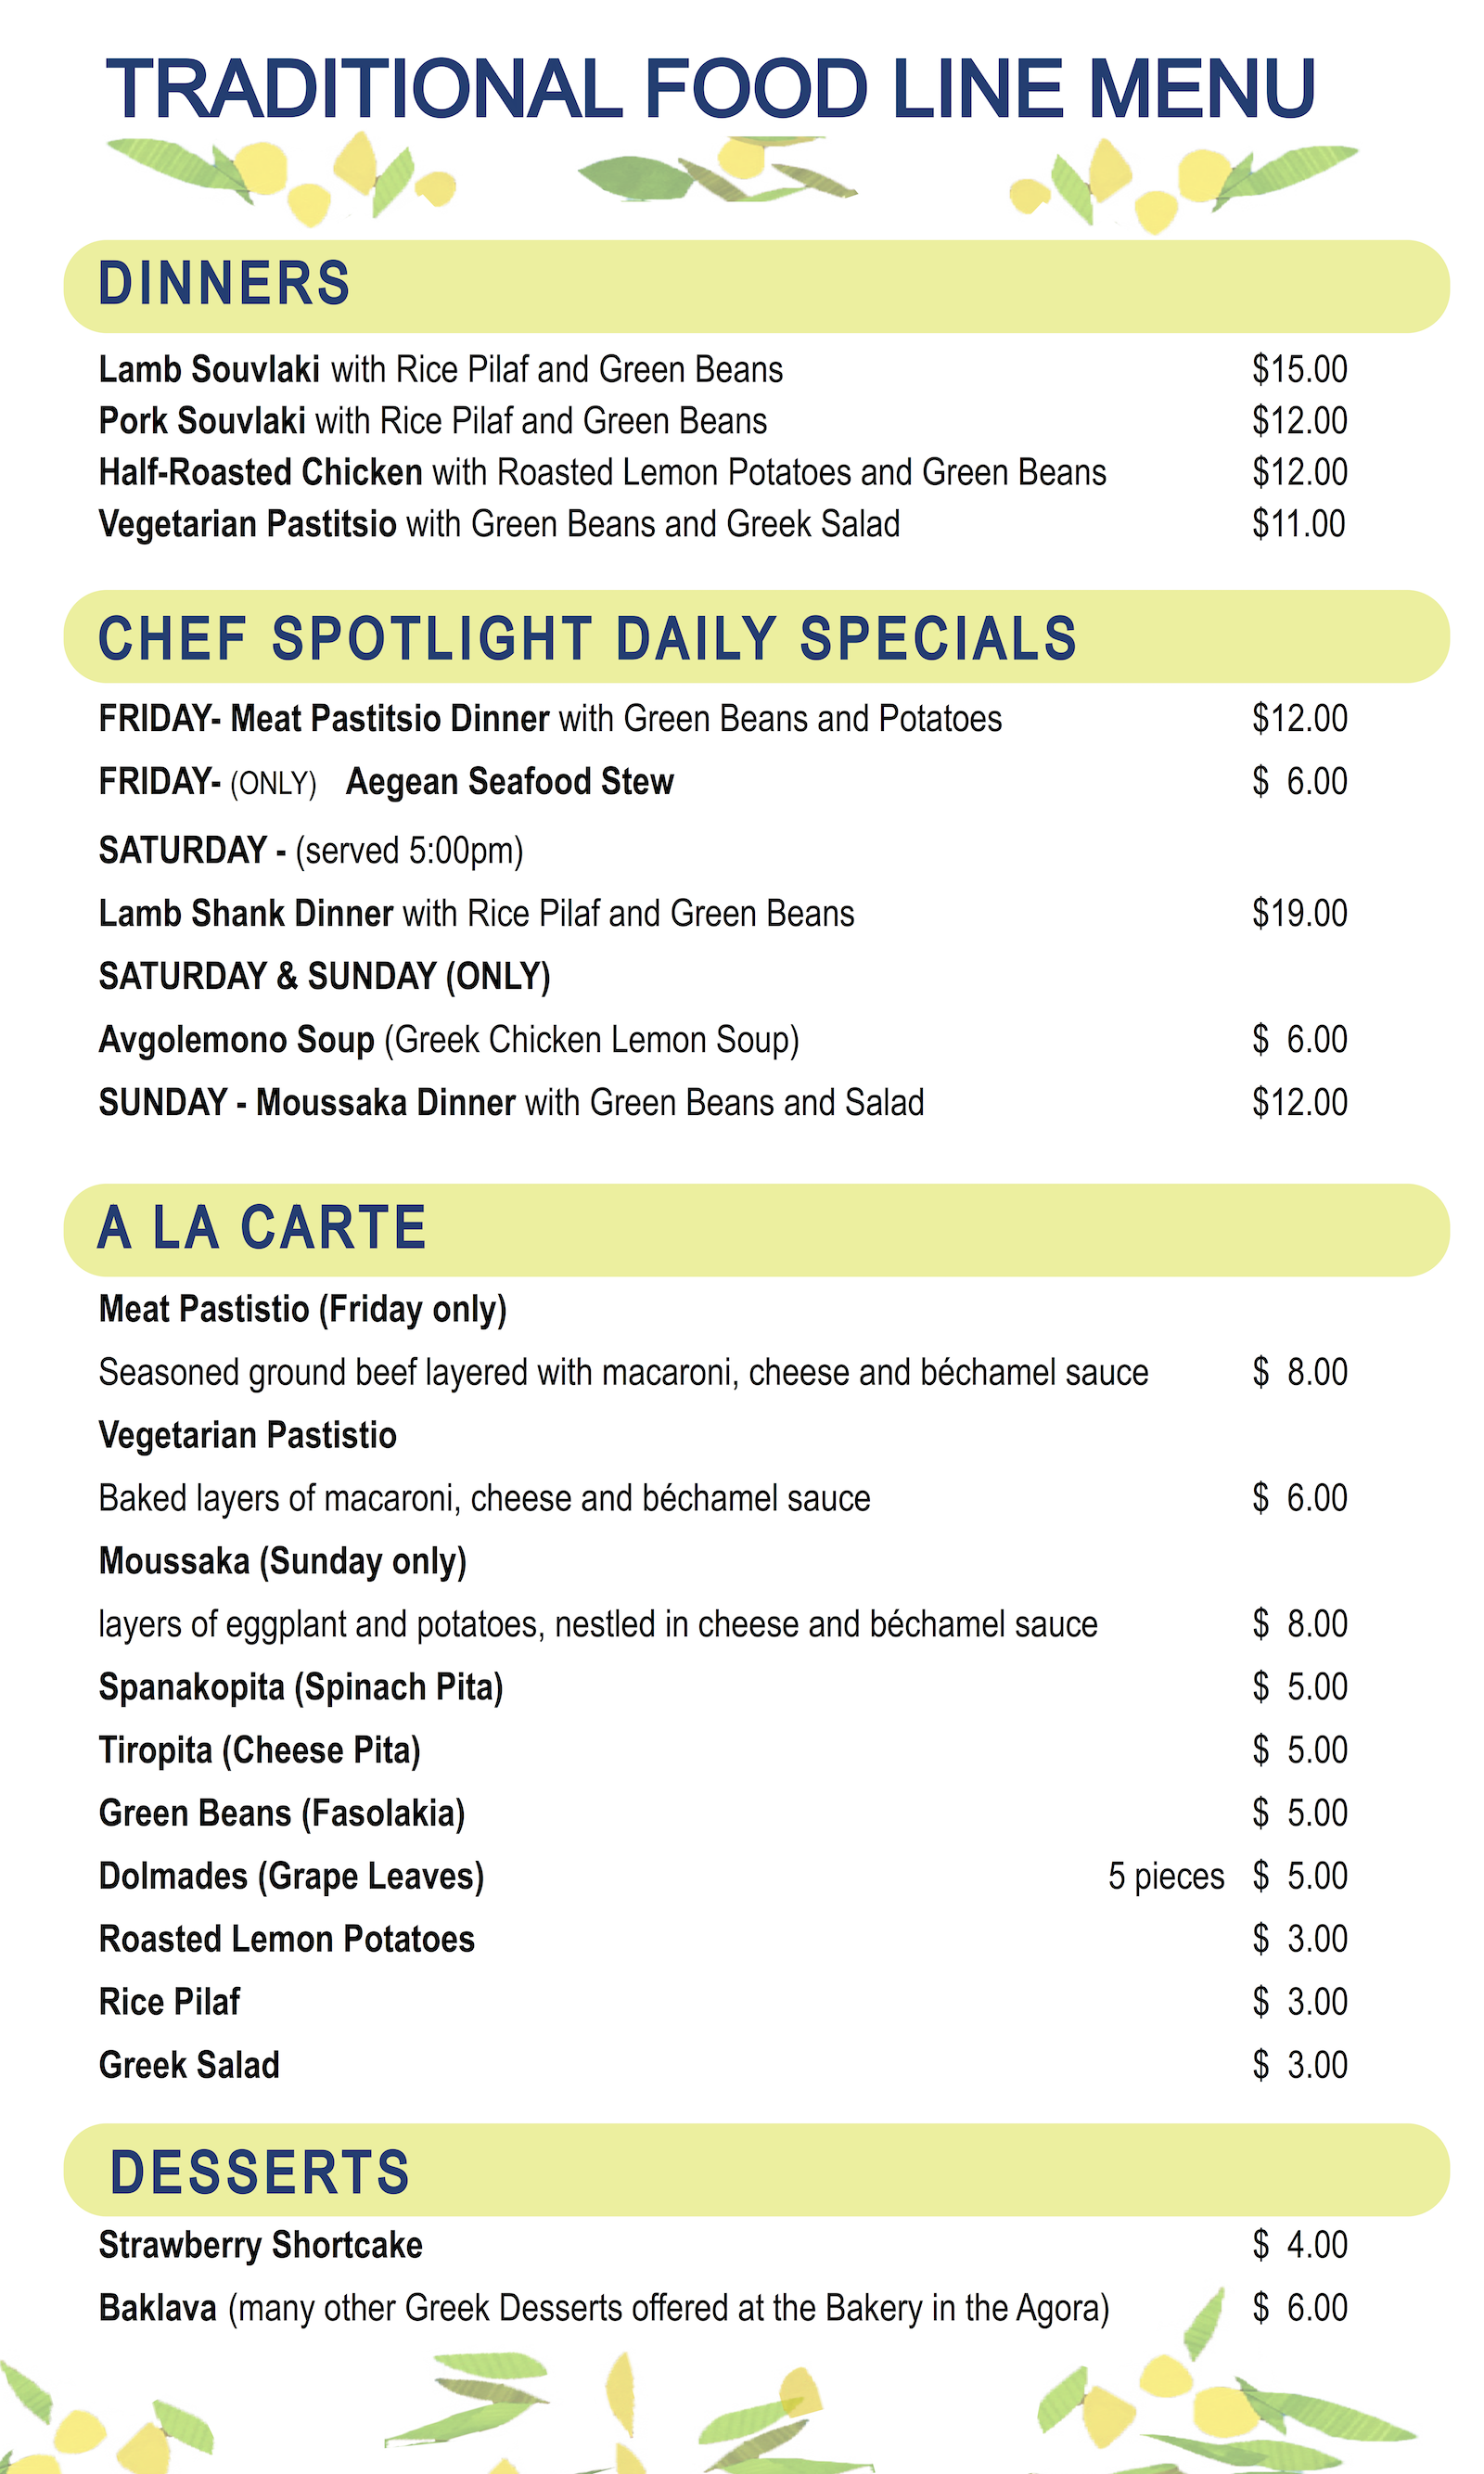 TRADITIONAL FOOD LINE MENU
DINNERS
Lamb Souvlaki with Rice Pilaf and Green Beans $15.00
Pork Souvlaki with Rice Pilaf and Green Beans $12.00
Half-Roasted Chicken with Roasted Lemon Potatoes and Green Beans $12.00
Vegetarian Pastitsio with Green Beans and Greek Salad $11.00
CHEF SPOTLIGHT DAILY SPECIALS
FRIDAY- Meat Pastitsio Dinner with Green Beans and Potatoes $12.00
FRIDAY- (ONLY) Aegean Seafood Stew $ 6.00
SATURDAY - (served 5:00pm)
Lamb Shank Dinner with Rice Pilaf and Green Beans $19.00
SATURDAY & SUNDAY (ONLY)
Avgolemono Soup (Greek Chicken Lemon Soup) $ 6.00
SUNDAY - Moussaka Dinner with Green Beans and Salad $12.00
A LA CARTE
Meat Pastistio (Friday only)
Seasoned ground beef layered with macaroni, cheese and béchamel sauce $ 8.00
Vegetarian Pastistio
Baked layers of macaroni, cheese and béchamel sauce $ 6.00
Moussaka (Sunday only)
layers of eggplant and potatoes, nestled in cheese and béchamel sauce $ 8.00
Spanakopita (Spinach Pita) $ 5.00
Tiropita (Cheese Pita) $ 5.00
Green Beans (Fasolakia) $ 5.00
Dolmades (Grape Leaves) 5 pieces $ 5.00
Roasted Lemon Potatoes $ 3.00
Rice Pilaf $ 3.00
Greek Salad $ 3.00
DESSERTS
Strawberry Shortcake $ 4.00
Baklava (many other Greek Desserts offered at the Bakery in the Agora) $ 6.00